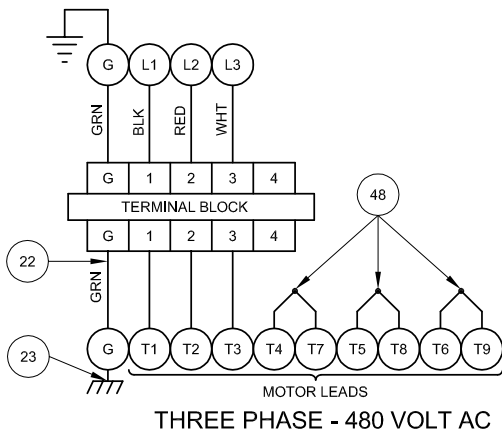 G L1 L2 L3
GRN BLK RED WHT
G 1 2 3 4
TERMINAL BLOCK
G 1 2 3 4
48
22
GRN
23
G T1 T2 T3 T4 T7 T5 T8 T6 T9
MOTOR LEADS
THREE PHASE - 480 VOLT AC